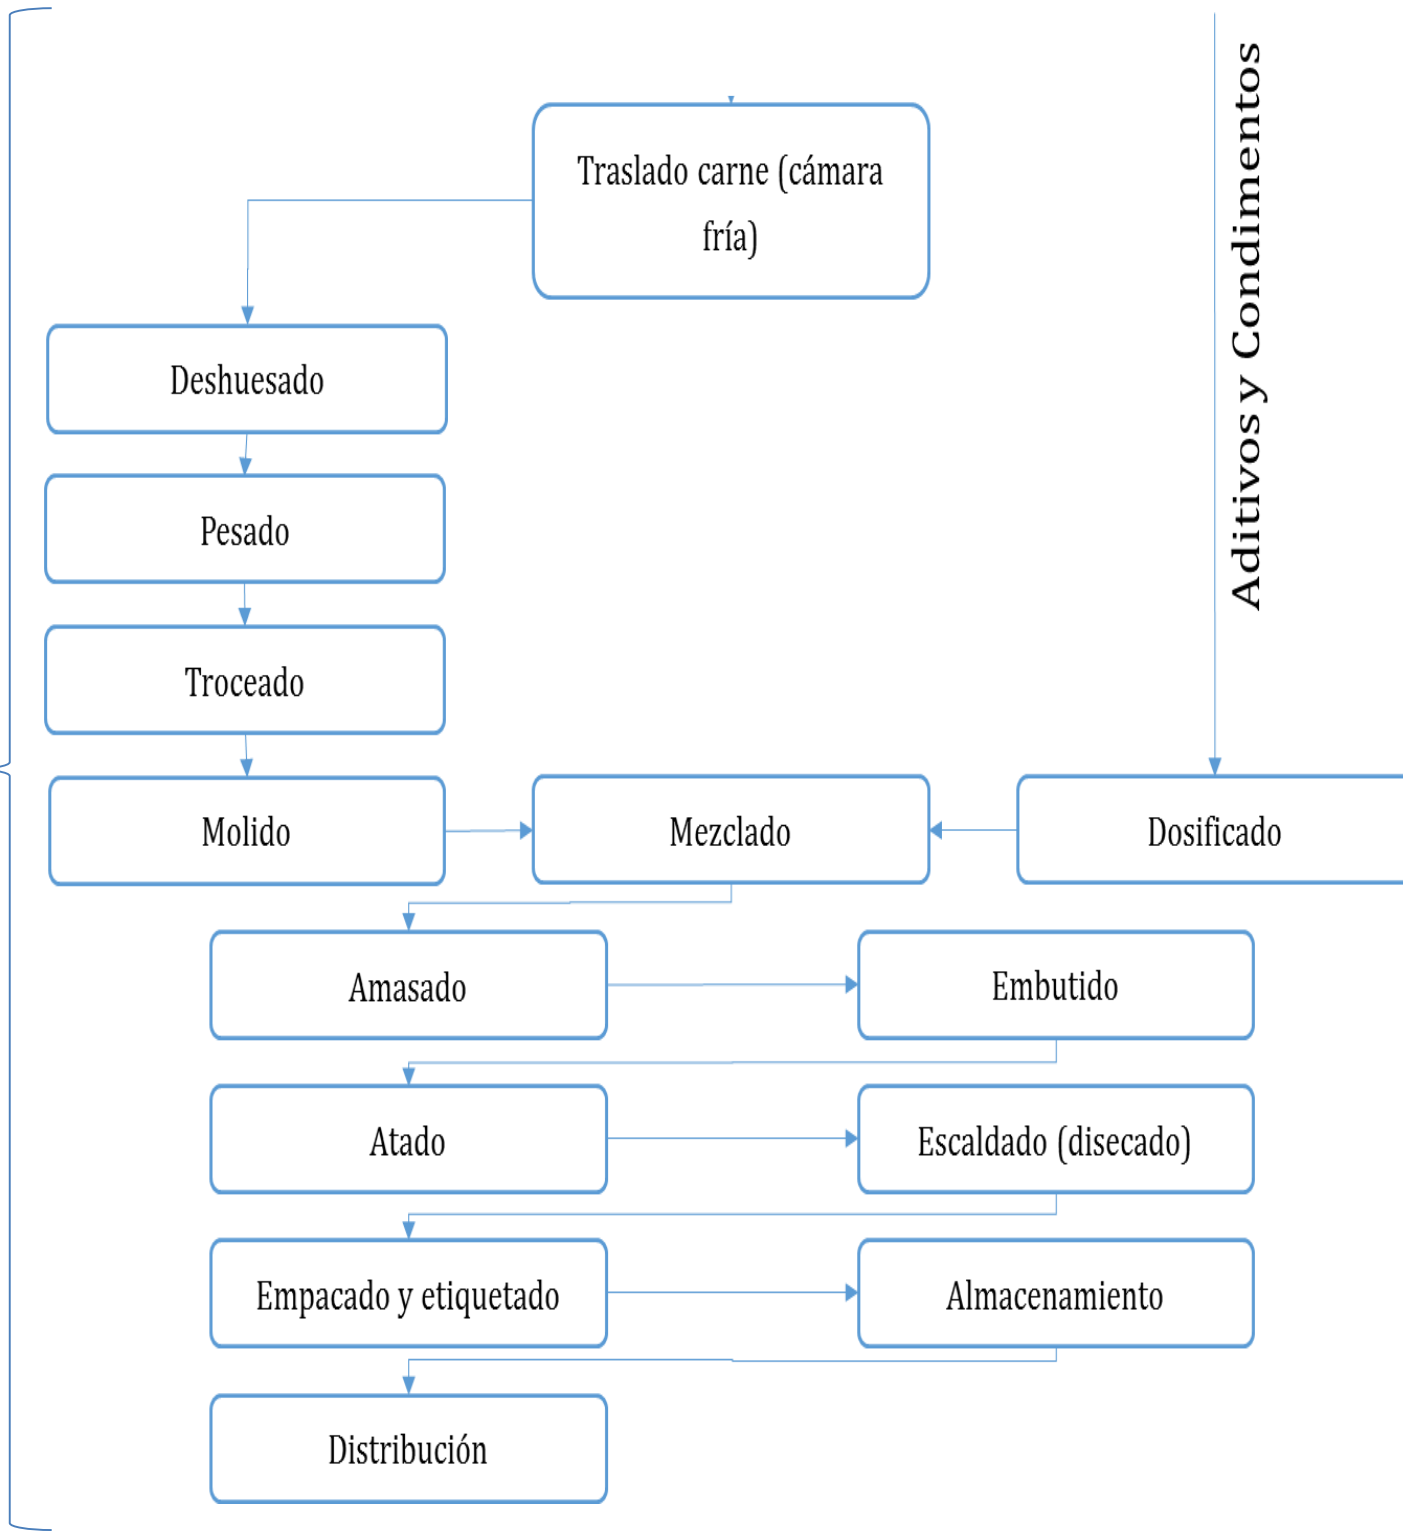 Traslado carne (cámara
fría)
Aditivos y Condimentos
Deshuesado
Pesado
Troceado
Molido
Mezclado
Dosificado
Amasado
Embutido
Atado
Escaldado (disecado)
Empacado y etiquetado
Almacenamiento
Distribución